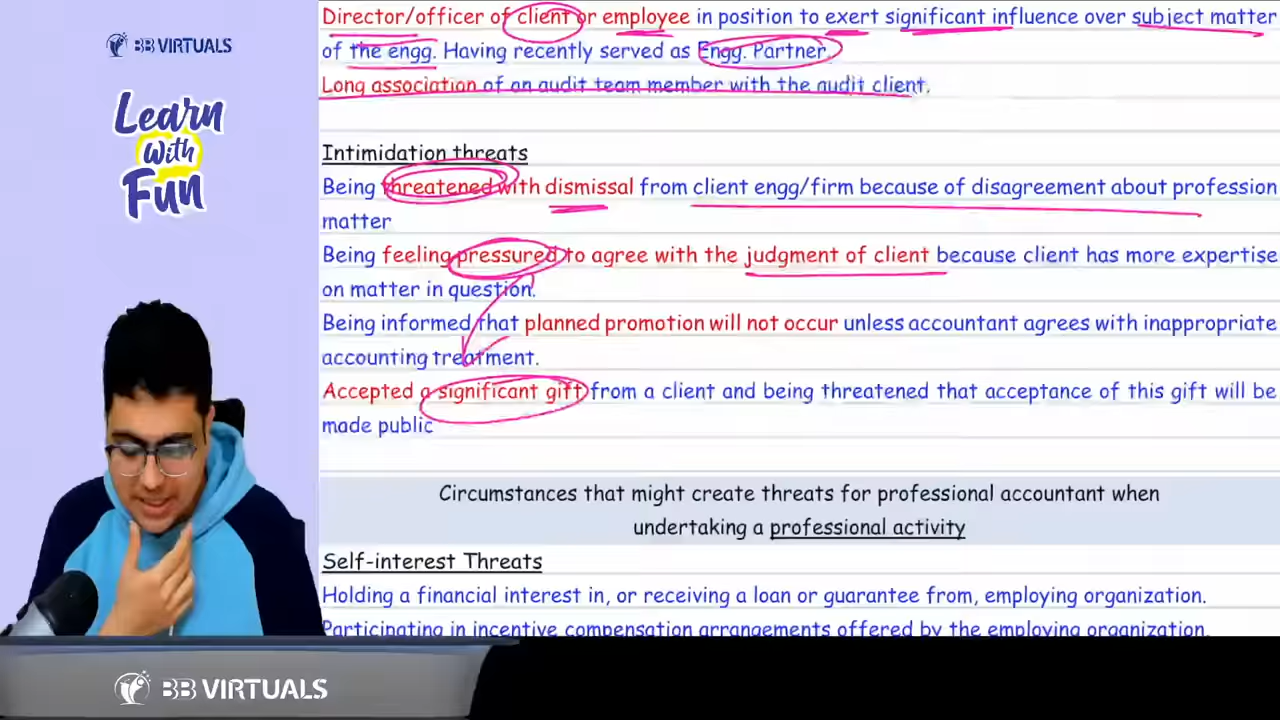 BB VIRTUALS
Learn
With
Fun
Director/officer of client or employee in position to exert significant influence over subject matter
of the engg. Having recently served as Engg. Partner.
Long association of an audit team member with the audit client.
Intimidation threats
Being threatened with dismissal from client engg/firm because of disagreement about profession
matter
Being feeling pressured to agree with the judgment of client because client has more expertise
on matter in question.
Being informed that planned promotion will not occur unless accountant agrees with inappropriate
accounting treatment.
Accepted a significant gift from a client and being threatened that acceptance of this gift will be
made public
Circumstances that might create threats for professional accountant when
undertaking a professional activity
Self-interest Threats
Holding a financial interest in, or receiving a loan or guarantee from, employing organization.
Participating in incentive compensation arrangements offered by the employing organization.
BB VIRTUALS